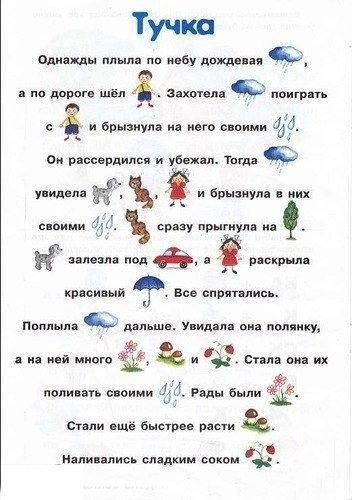 Тучка
Однажды плыла по небу дождевая ,
а по дороге шёл . Захотела поиграть
с и брызнула на него своими .
Он рассердился и убежал. Тогда
увидела , , и брызнула в них
своими . сразу прыгнула на .
залезла под , а раскрыла
красивый . Все спрятались.
Поплыла дальше. Увидала она полянку,
а на ней много , и . Стала она их
поливать своими . Рады были .
Стали ещё быстрее расти .
Наливались сладким соком .